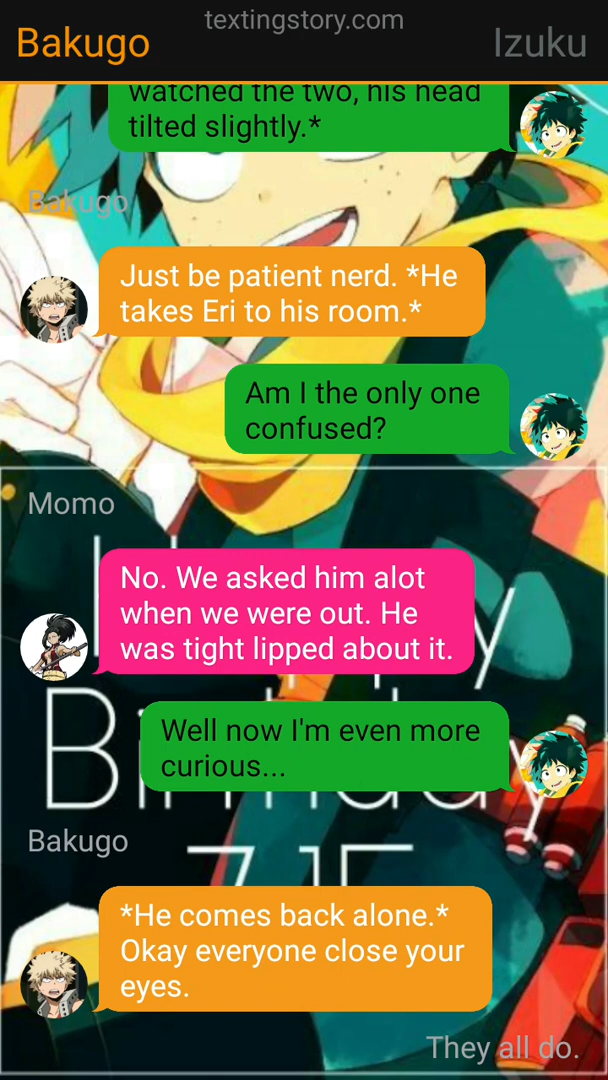 textingstory.com
Bakugo
Izuku
watched the two, his head
tilted slightly.*
Bakugo
Just be patient nerd. *He
takes Eri to his room.*
Am I the only one
confused?
Momo
No. We asked him alot
when we were out. He
was tight lipped about it.
Well now I'm even more
curious...
Birthday
Bakugo
*He comes back alone.*
Okay everyone close your
eyes.
They all do.